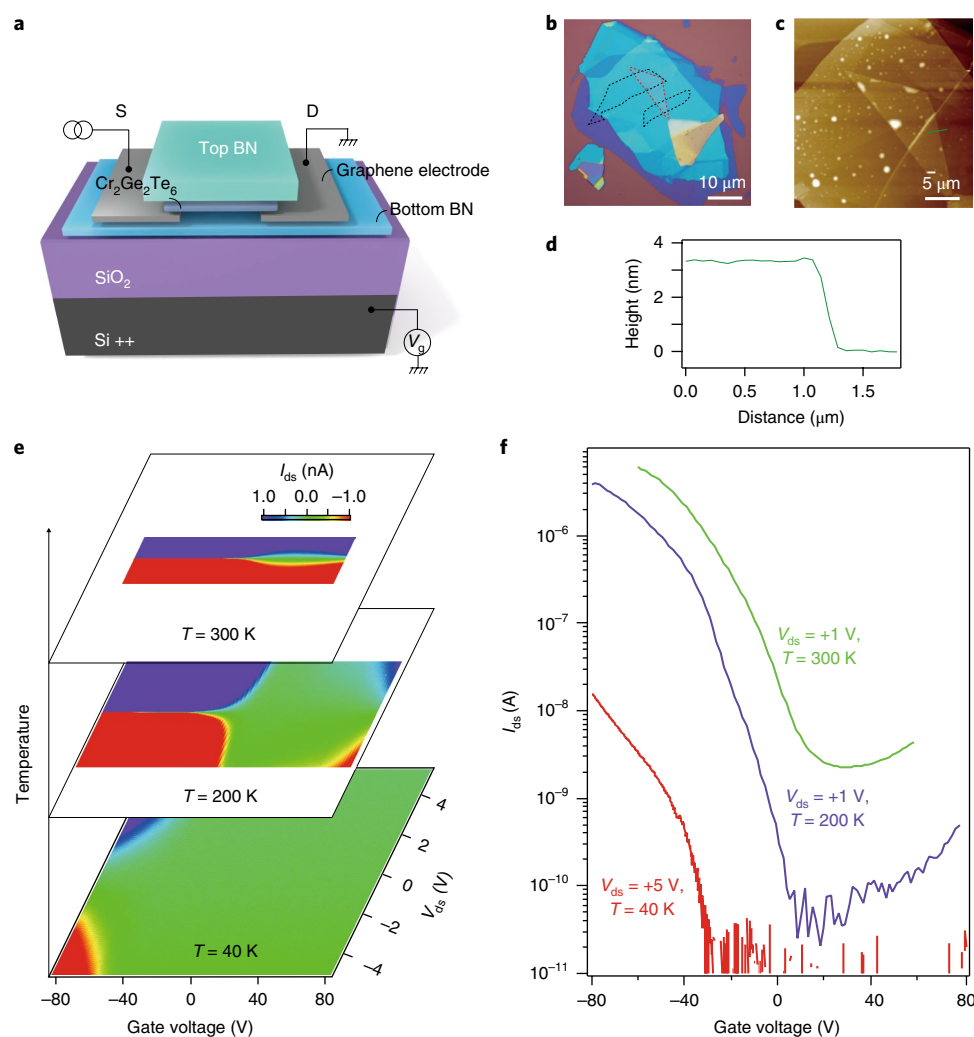 a
S
D
Top BN
Cr2Ge2Te6
Graphene electrode
Bottom BN
SiO2
Si ++
Vg
b
10 μm
c
5 μm
d
4
2
0
Height (nm)
0.0 0.5 1.0 1.5
Distance (μm)
e
Ids (nA)
1.0 0.0 −1.0
T = 300 K
T = 200 K
T = 40 K
Temperature
4
2
0
−2
−4
Vds (V)
−80 −40 0 40 80
Gate voltage (V)
f
10−6
10−7
10−8
10−9
10−10
10−11
Ids (A)
Vds = +1 V,
T = 300 K
Vds = +1 V,
T = 200 K
Vds = +5 V,
T = 40 K
−80 −40 0 40 80
Gate voltage (V)